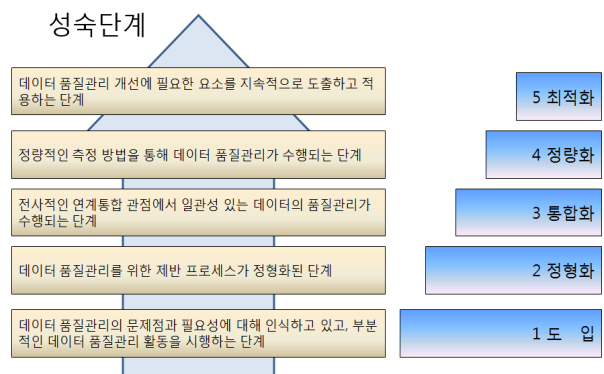 성숙단계
데이터 품질관리 개선에 필요한 요소를 지속적으로 도출하고 적
용하는 단계
5 최적화
정량적인 측정 방법을 통해 데이터 품질관리가 수행되는 단계
4 정량화
전사적인 연계통합 관점에서 일관성 있는 데이터의 품질관리가
수행되는 단계
3 통합화
데이터 품질관리를 위한 제반 프로세스가 정형화된 단계
2 정형화
데이터 품질관리의 문제점과 필요성에 대해 인식하고 있고, 부분
적인 데이터 품질관리 활동을 시행하는 단계
1 도 입